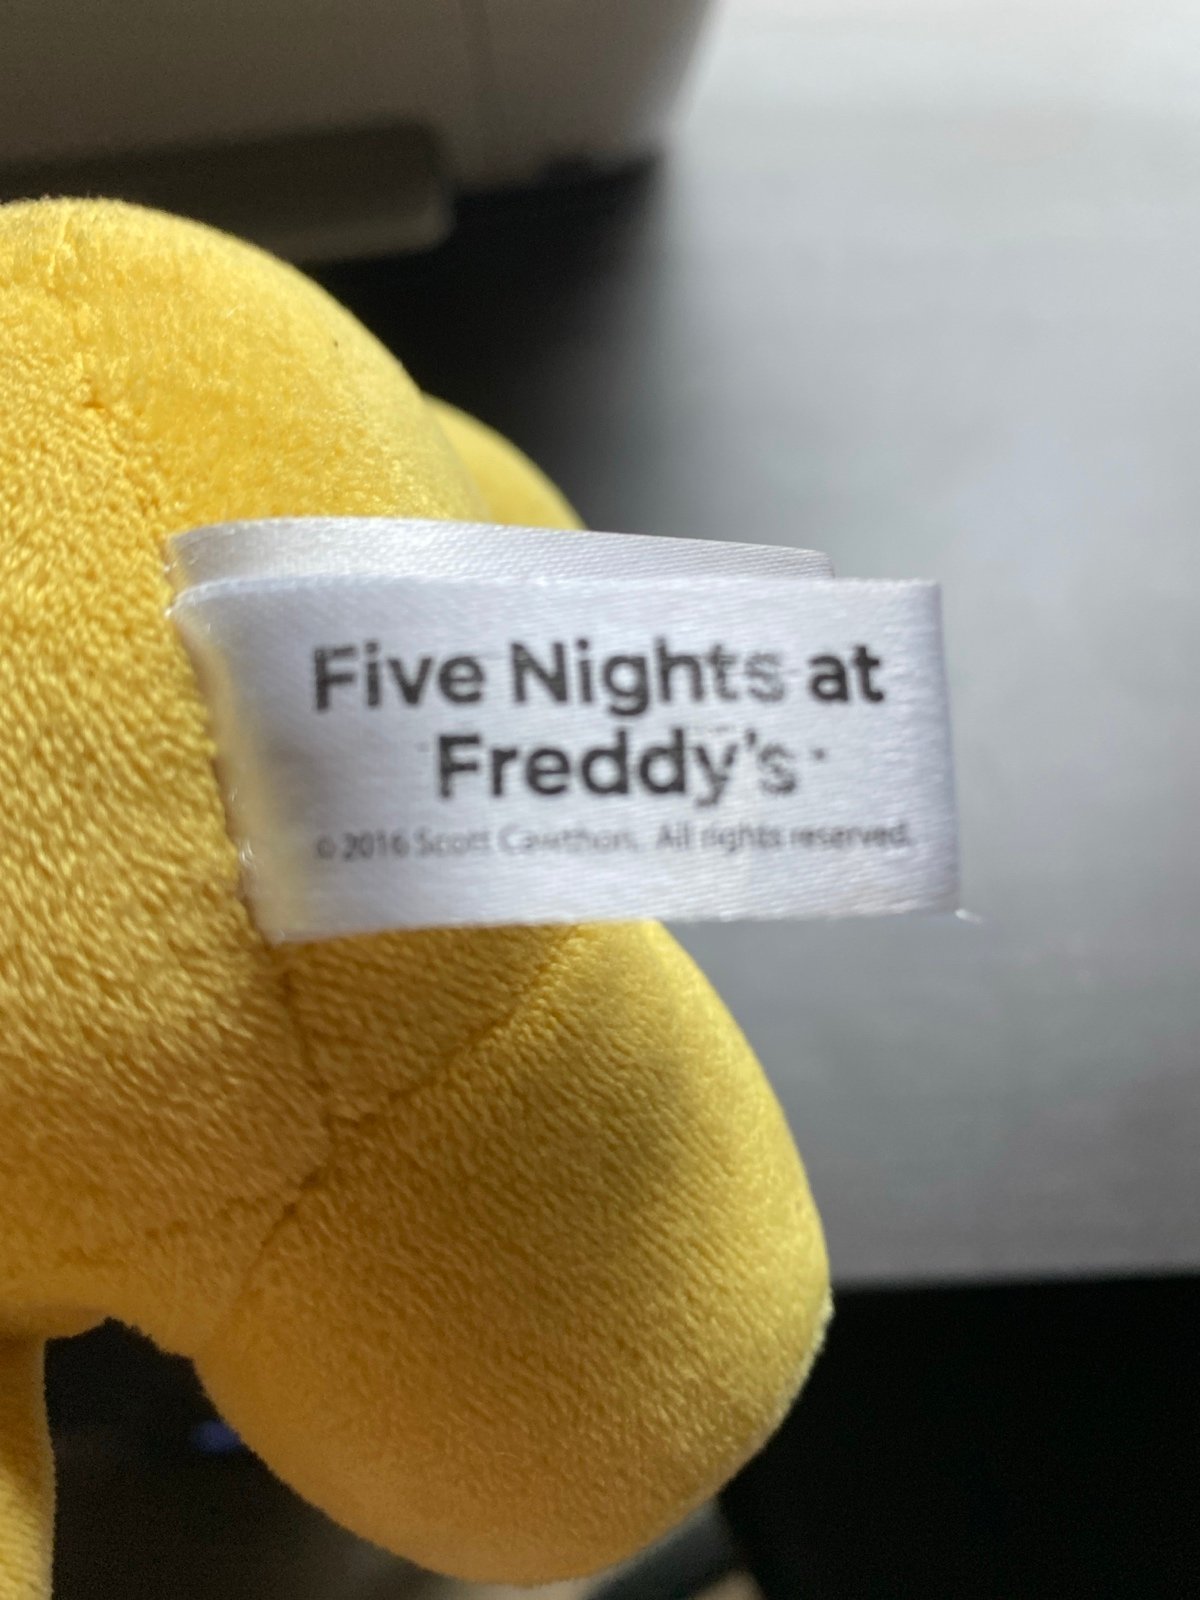 Five Nights at
Freddy's
© 2016 Scott Cawthon. All rights reserved.